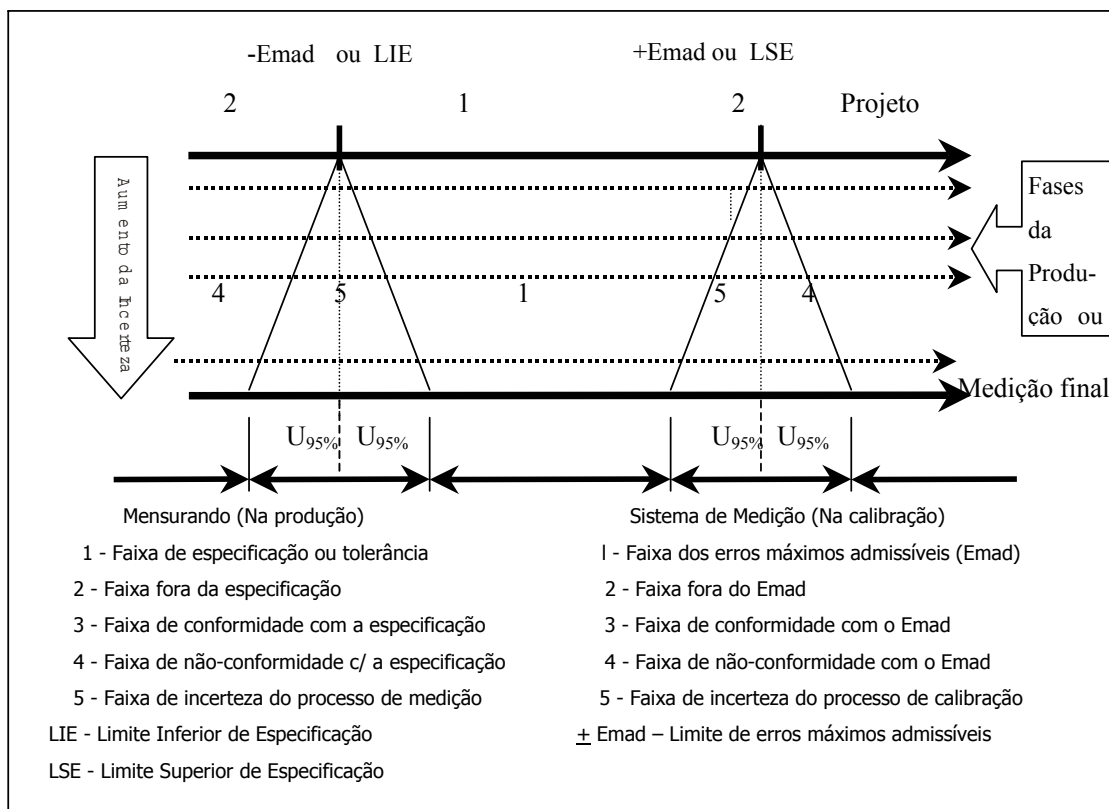 -Emad ou LIE +Emad ou LSE
2 1 2 Projeto
Aumento da Incerteza
Fases
da
Produ-
ção ou
4 5 1 5 4
Medição final
U95% U95% U95% U95%
Mensurando (Na produção)
1 - Faixa de especificação ou tolerância
2 - Faixa fora da especificação
3 - Faixa de conformidade com a especificação
4 - Faixa de não-conformidade c/ a especificação
5 - Faixa de incerteza do processo de medição
LIE - Limite Inferior de Especificação
LSE - Limite Superior de Especificação
Sistema de Medição (Na calibração)
l - Faixa dos erros máximos admissíveis (Emad)
2 - Faixa fora do Emad
3 - Faixa de conformidade com o Emad
4 - Faixa de não-conformidade com o Emad
5 - Faixa de incerteza do processo de calibração
± Emad – Limite de erros máximos admissíveis